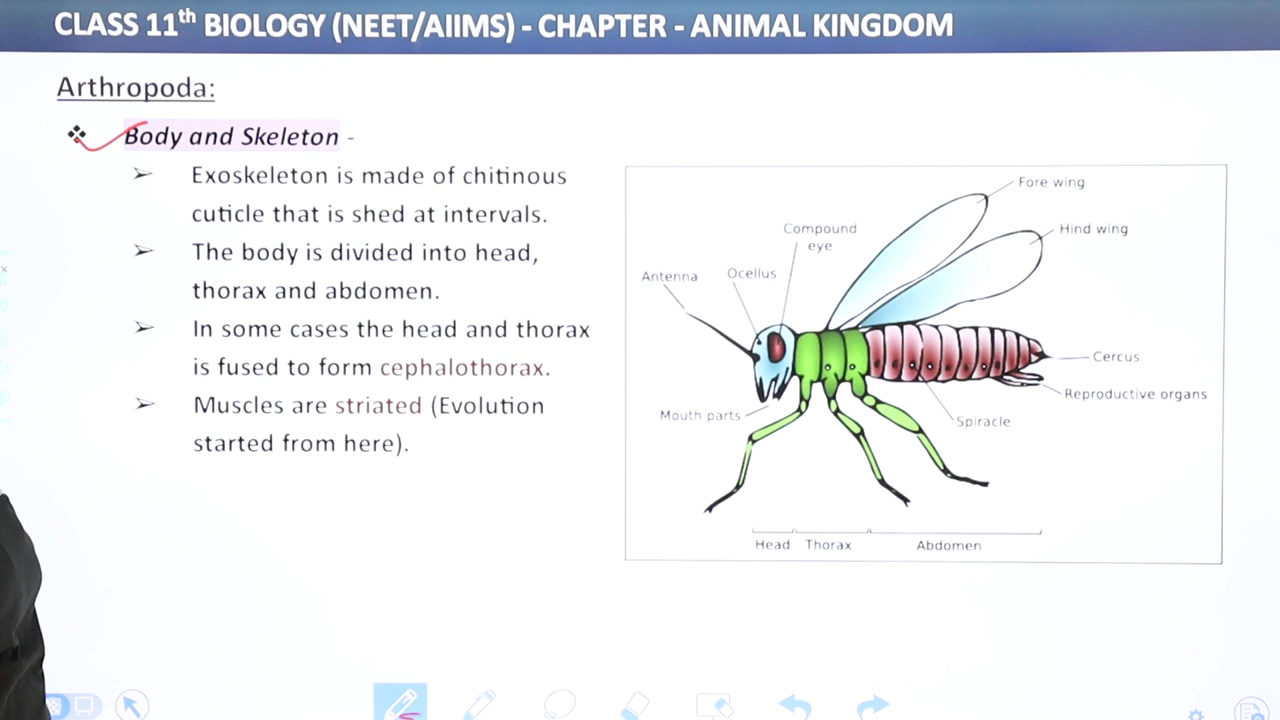 CLASS 11th BIOLOGY (NEET/AIIMS) - CHAPTER - ANIMAL KINGDOM
Arthropoda:
Body and Skeleton -
Exoskeleton is made of chitinous
cuticle that is shed at intervals.
The body is divided into head,
thorax and abdomen.
In some cases the head and thorax
is fused to form cephalothorax.
Muscles are striated (Evolution
started from here).
Fore wing
Hind wing
Compound
eye
Ocellus
Antenna
Cercus
Reproductive organs
Mouth parts
Spiracle
Head Thorax Abdomen